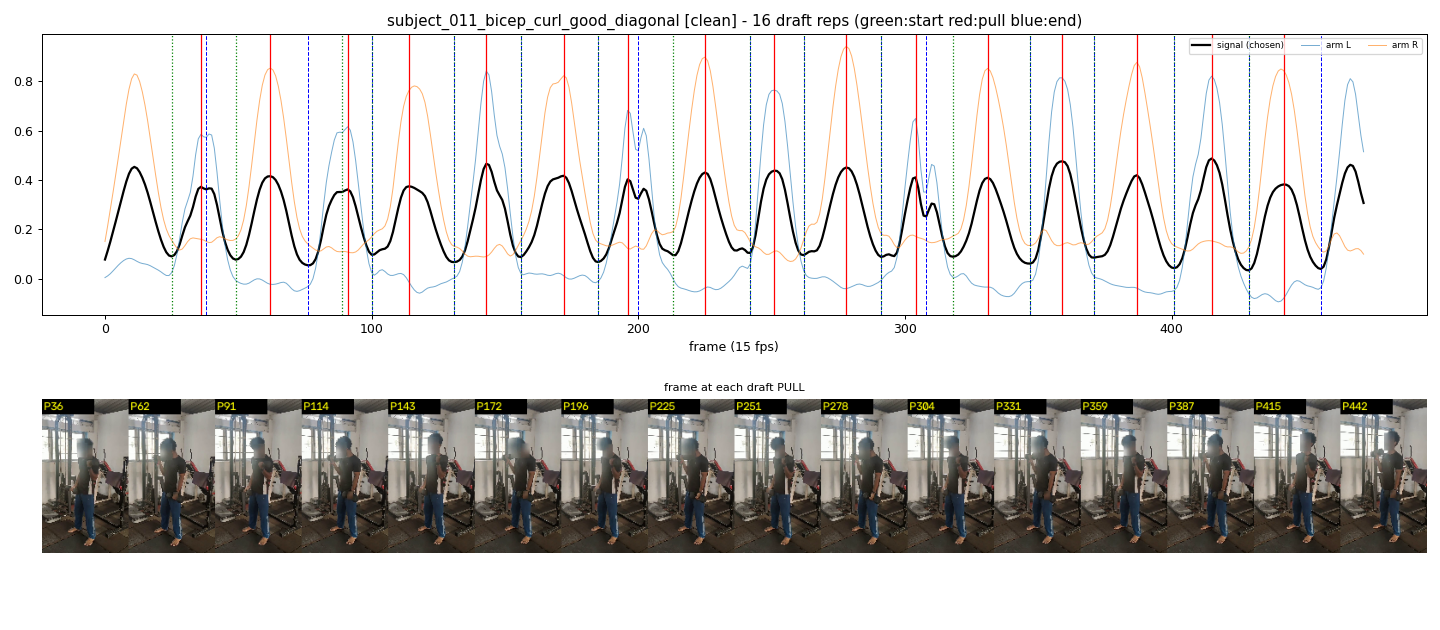 subject_011_bicep_curl_good_diagonal [clean] - 16 draft reps (green:start red:pull blue:end)
signal (chosen) arm L arm R
0.8
0.6
0.4
0.2
0.0
0 100 200 300 400
frame (15 fps)
frame at each draft PULL
P36 P62 P91 P114 P143 P172 P196 P225 P251 P278 P304 P331 P359 P387 P415 P442